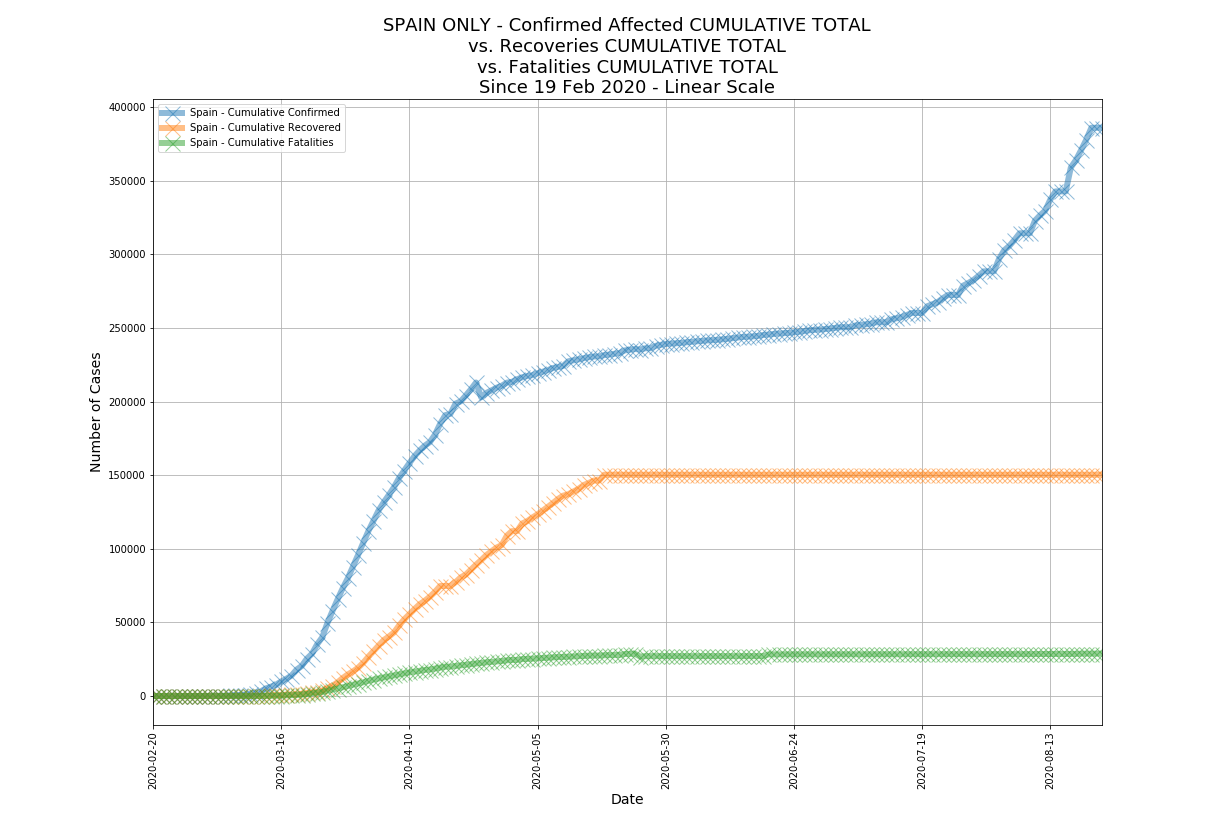 SPAIN ONLY - Confirmed Affected CUMULATIVE TOTAL
vs. Recoveries CUMULATIVE TOTAL
vs. Fatalities CUMULATIVE TOTAL
Since 19 Feb 2020 - Linear Scale
Spain - Cumulative Confirmed
Spain - Cumulative Recovered
Spain - Cumulative Fatalities
Number of Cases
400000
350000
300000
250000
200000
150000
100000
50000
0
2020-02-20
2020-03-16
2020-04-10
2020-05-05
2020-05-30
2020-06-24
2020-07-19
2020-08-13
Date